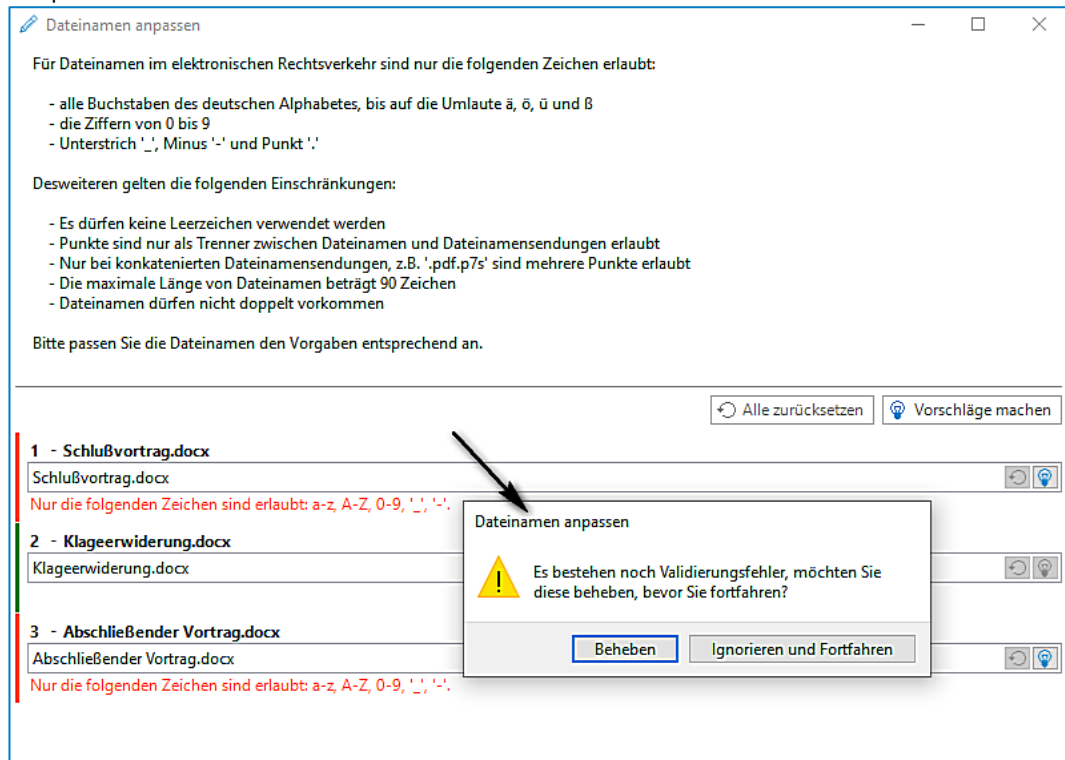 Dateinamen anpassen
Für Dateinamen im elektronischen Rechtsverkehr sind nur die folgenden Zeichen erlaubt:
- alle Buchstaben des deutschen Alphabetes, bis auf die Umlaute ä, ö, ü und ß
- die Ziffern von 0 bis 9
- Unterstrich '_', Minus '-' und Punkt '.'
Desweiteren gelten die folgenden Einschränkungen:
- Es dürfen keine Leerzeichen verwendet werden
- Punkte sind nur als Trenner zwischen Dateinamen und Dateinamensendungen erlaubt
- Nur bei konkatenierten Dateinamensendungen, z.B. '.pdf.p7s' sind mehrere Punkte erlaubt
- Die maximale Länge von Dateinamen beträgt 90 Zeichen
- Dateinamen dürfen nicht doppelt vorkommen
Bitte passen Sie die Dateinamen den Vorgaben entsprechend an.
Alle zurücksetzen Vorschläge machen
1 - Schlußvortrag.docx
Schlußvortrag.docx
Nur die folgenden Zeichen sind erlaubt: a-z, A-Z, 0-9, '_', '-'.
2 - Klageerwiderung.docx
Klageerwiderung.docx
3 - Abschließender Vortrag.docx
Abschließender Vortrag.docx
Nur die folgenden Zeichen sind erlaubt: a-z, A-Z, 0-9, '_', '-'.
Dateinamen anpassen
Es bestehen noch Validierungsfehler, möchten Sie
diese beheben, bevor Sie fortfahren?
Beheben Ignorieren und Fortfahren